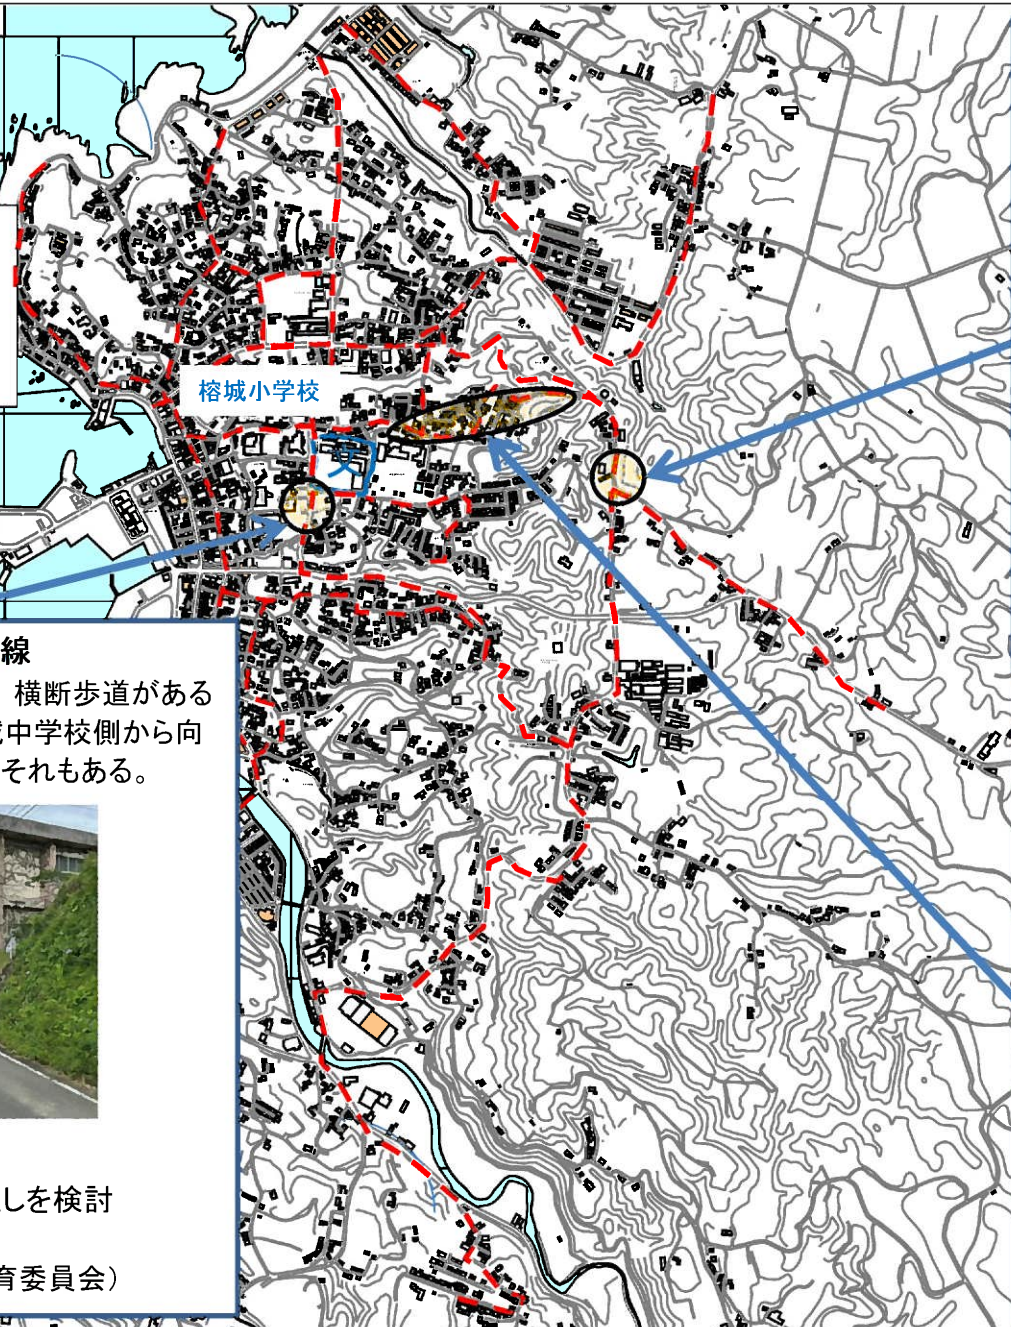 榕城小学校
文
線
横断歩道がある
中学校側から向
それもある。
しを検討
育委員会）